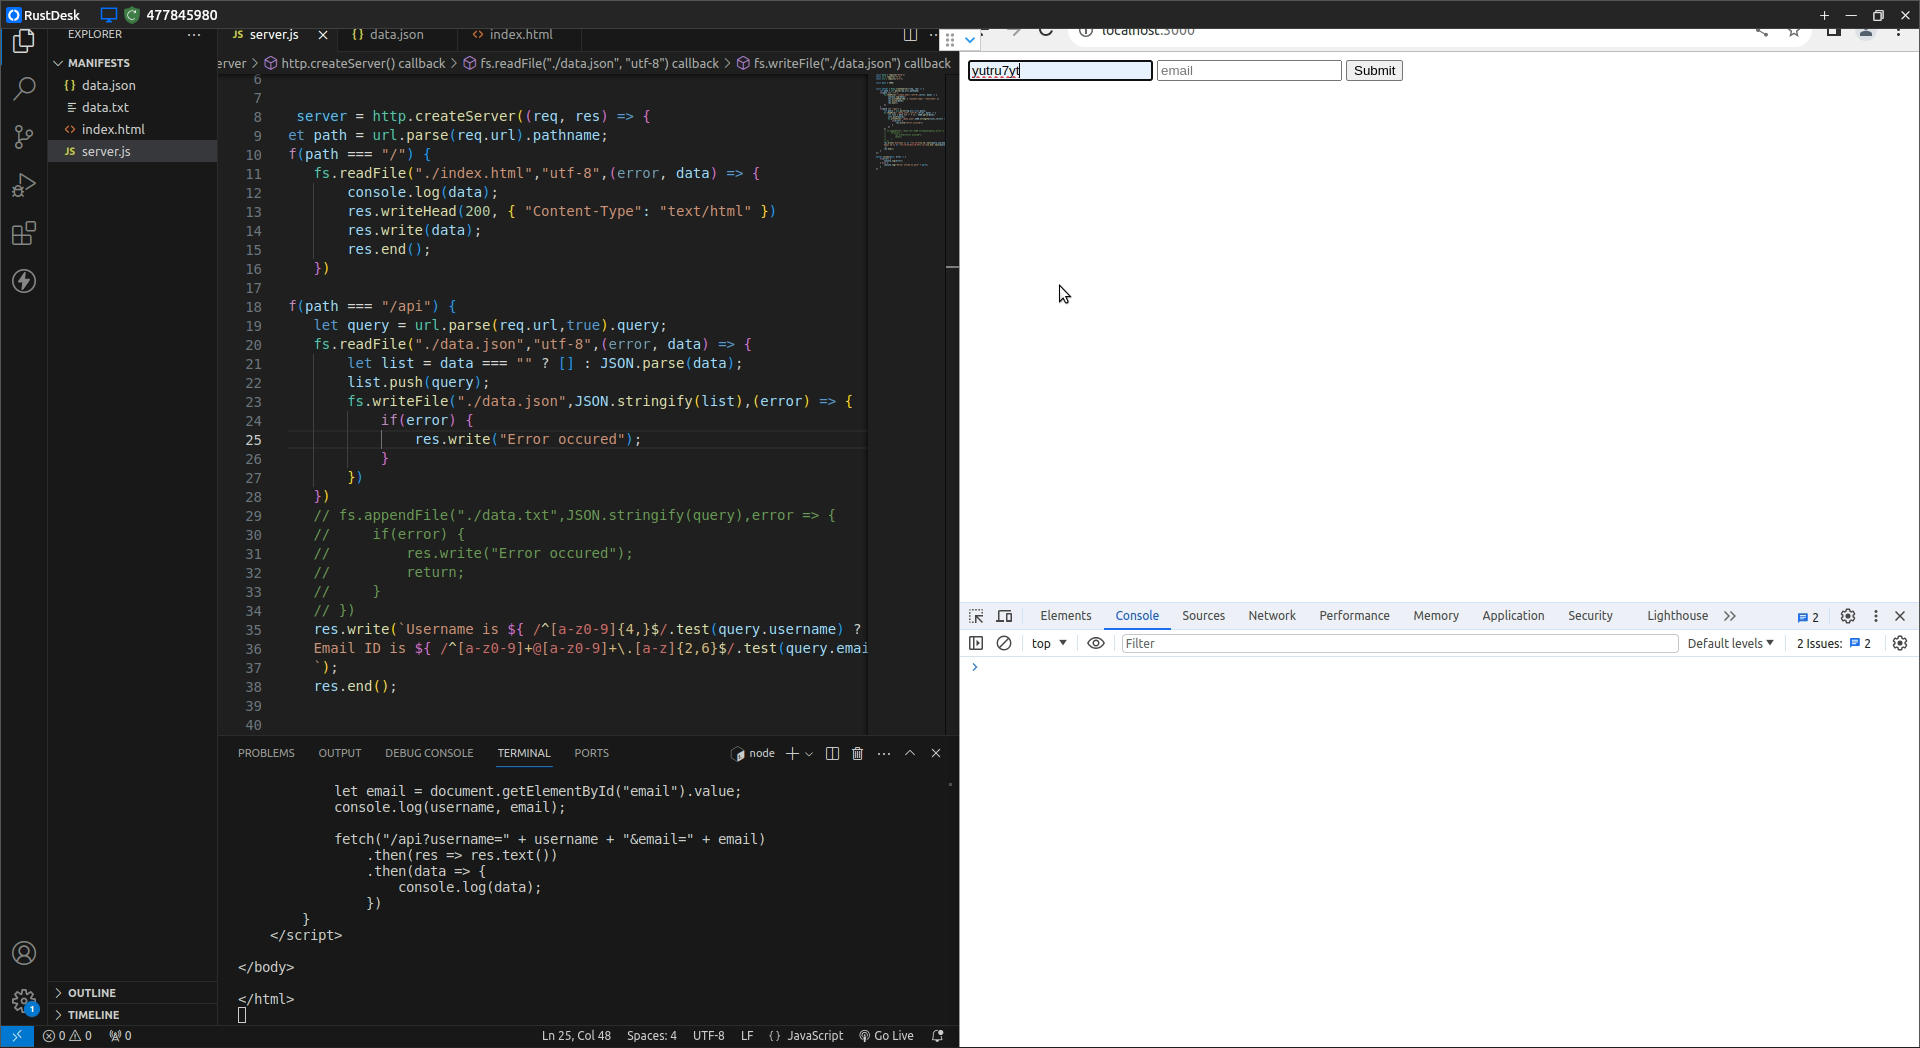 RustDesk 477845980
EXPLORER
MANIFESTS
data.json
data.txt
index.html
server.js
OUTLINE
TIMELINE
server.js data.json index.html
erver > http.createServer() callback > fs.readFile("./data.json", "utf-8") callback > fs.writeFile("./data.json") callback
6
7
8 server = http.createServer((req, res) => {
9 et path = url.parse(req.url).pathname;
10 f(path === "/") {
11 fs.readFile("./index.html","utf-8",(error, data) => {
12 console.log(data);
13 res.writeHead(200, { "Content-Type": "text/html" })
14 res.write(data);
15 res.end();
16 })
17
18 f(path === "/api") {
19 let query = url.parse(req.url,true).query;
20 fs.readFile("./data.json","utf-8",(error, data) => {
21 let list = data === "" ? [] : JSON.parse(data);
22 list.push(query);
23 fs.writeFile("./data.json",JSON.stringify(list),(error) => {
24 if(error) {
25 res.write("Error occured");
26 }
27 })
28 })
29 // fs.appendFile("./data.txt",JSON.stringify(query),error => {
30 // if(error) {
31 // res.write("Error occured");
32 // return;
33 // }
34 // })
35 res.write(`Username is ${ /^[a-z0-9]{4,}$/.test(query.username) ?
36 Email ID is ${ /^[a-z0-9]+@[a-z0-9]+\.[a-z]{2,6}$/.test(query.emai
37 `);
38 res.end();
39
40
PROBLEMS OUTPUT DEBUG CONSOLE TERMINAL PORTS node
let email = document.getElementById("email").value;
console.log(username, email);
fetch("/api?username=" + username + "&email=" + email)
.then(res => res.text())
.then(data => {
console.log(data);
})
}
</script>
</body>
</html>
1
0 0 0 Ln 25, Col 48 Spaces: 4 UTF-8 LF {} JavaScript Go Live
localhost:3000
yutru7yt email Submit
Elements Console Sources Network Performance Memory Application Security Lighthouse 2
top Filter Default levels 2 Issues: 2